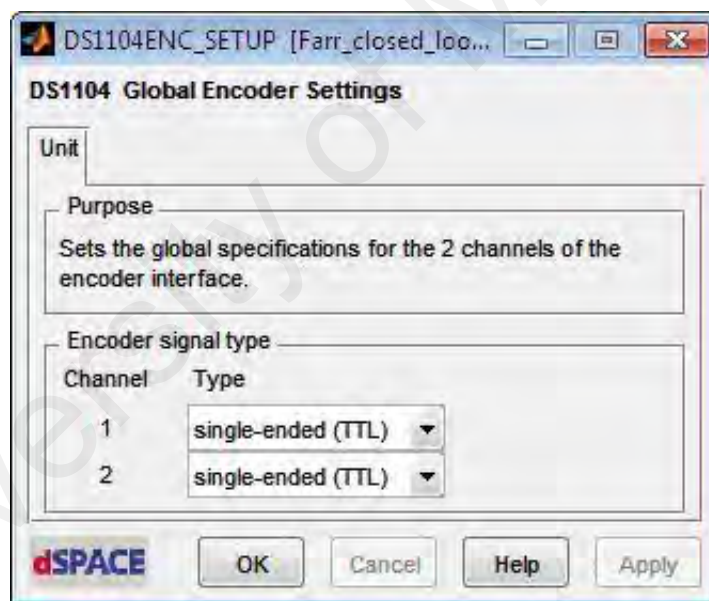 DS1104ENC_SETUP [Farr_closed_loo...
DS1104 Global Encoder Settings
Unit
Purpose
Sets the global specifications for the 2 channels of the
encoder interface.
Encoder signal type
Channel Type
1 single-ended (TTL)
2 single-ended (TTL)
dSPACE OK Cancel Help Apply